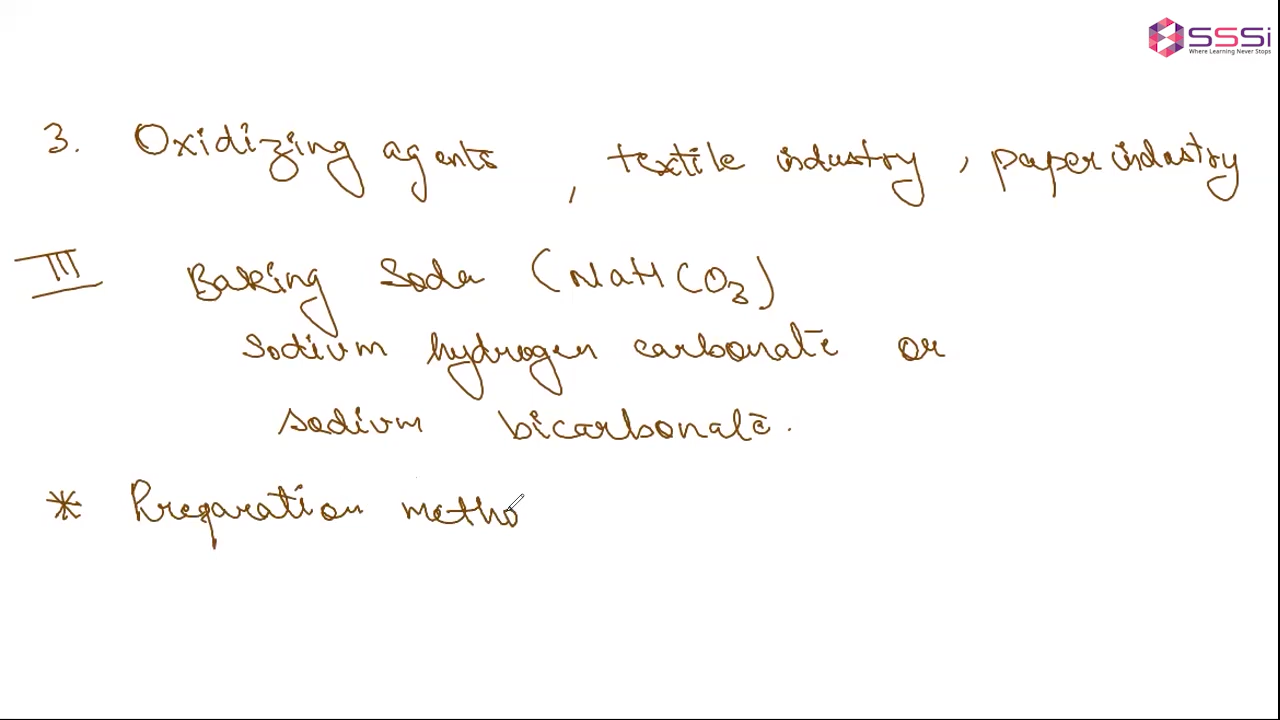 SSSi
Where Learning Never Stops
3. Oxidizing agents , textile industry , paper industry
III Baking Soda (NaHCO3)
Sodium hydrogen carbonate or
sodium bicarbonate.
* Preparation metho